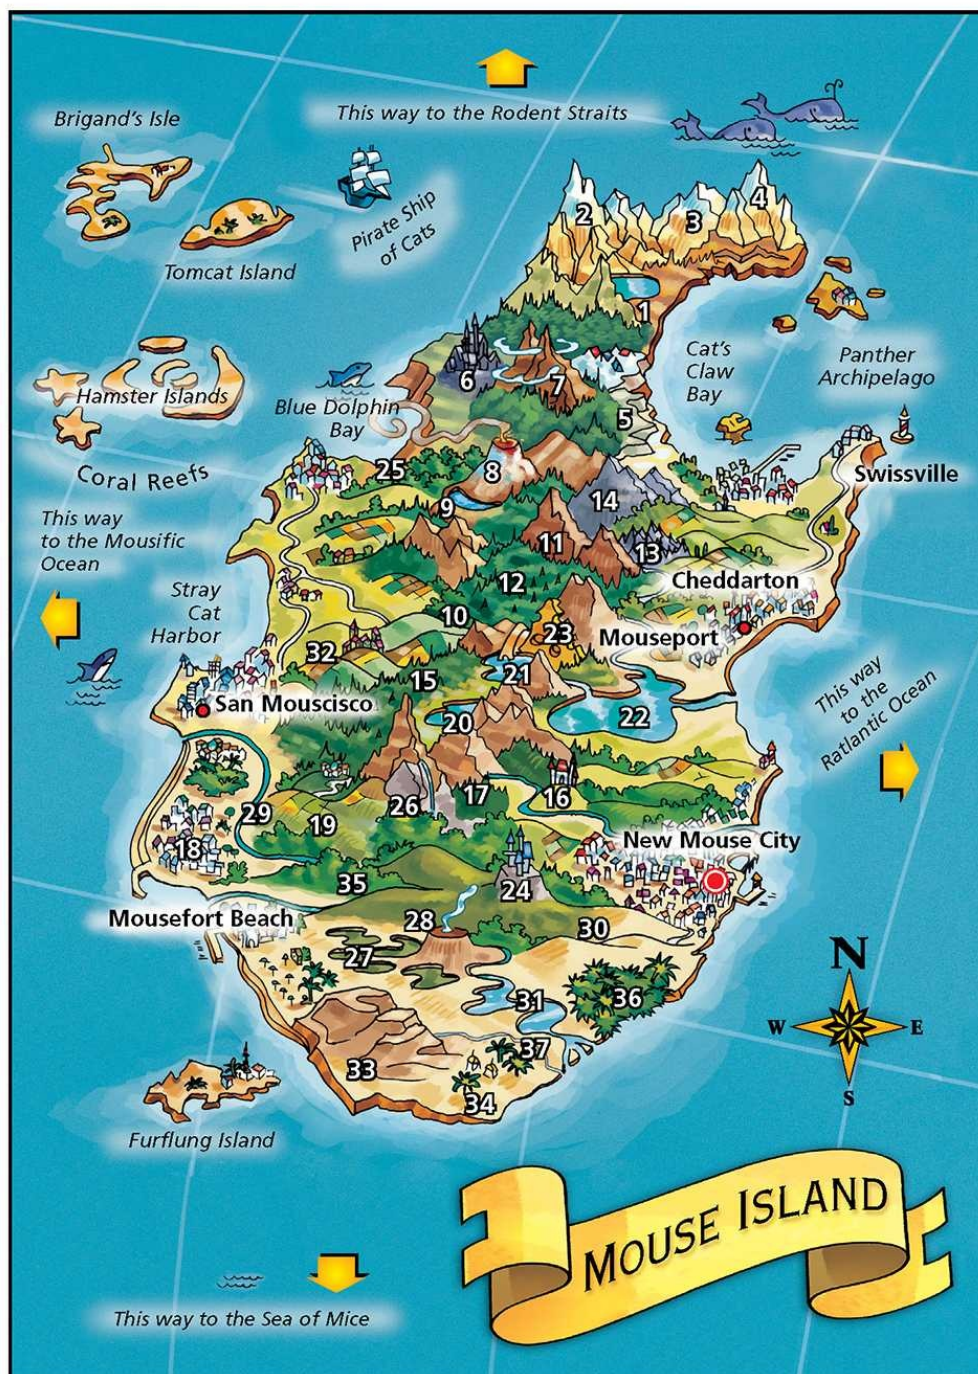 This way to the Rodent Straits
Brigand's Isle
Pirate Ship
of Cats
Tomcat Island
2
3
4
1
Cat's
Claw
Bay
Panther
Archipelago
Hamster Islands
Blue Dolphin
Bay
6
7
5
Coral Reefs
25
8
Swissville
This way
to the Mousific
Ocean
9
14
11
13
12
Cheddarton
Stray
Cat
Harbor
10
23
Mouseport
32
15
21
San Mouscisco
20
22
This way
to the
Ratlantic Ocean
29
19
26
17
16
18
New Mouse City
35
24
Mousefort Beach
28
30
27
31
36
N
W
E
S
33
37
34
Furflung Island
MOUSE ISLAND
This way to the Sea of Mice